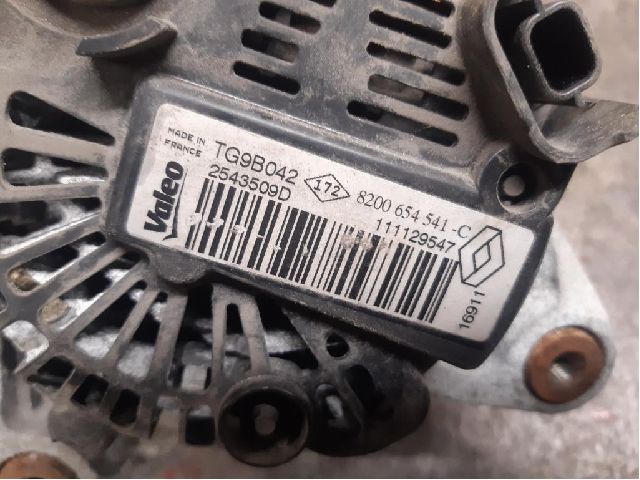 Valeo
MADE IN
FRANCE
TG9B042
172
8200 654 541 -C
2543509D
111129547
16911